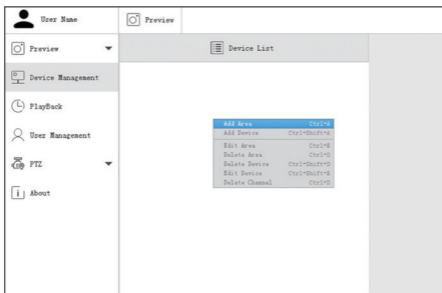 User Name
Preview
Preview
Device List
Device Management
PlayBack
User Management
PTZ
About
Add Area Ctrl+A
Add Device Ctrl+Shift+A
Edit Area Ctrl+E
Delete Area Ctrl+D
Delete Device Ctrl+Shift+D
Edit Device Ctrl+Shift+E
Delete Channel Ctrl+D